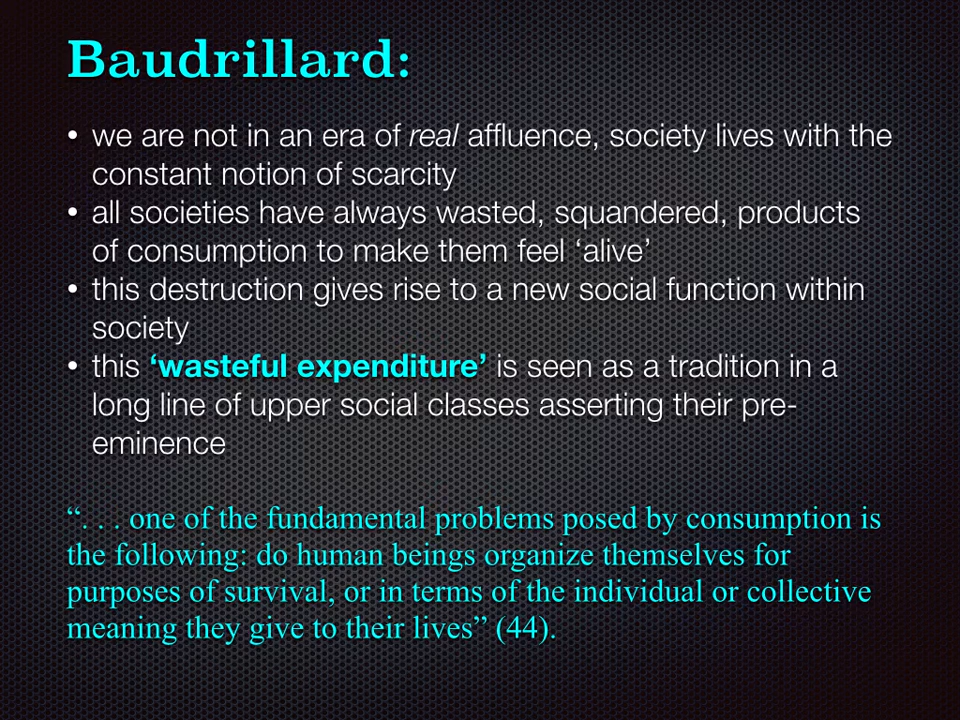 Baudrillard:
• we are not in an era of real affluence, society lives with the
constant notion of scarcity
• all societies have always wasted, squandered, products
of consumption to make them feel ‘alive’
• this destruction gives rise to a new social function within
society
• this ‘wasteful expenditure’ is seen as a tradition in a
long line of upper social classes asserting their pre-
eminence
“. . . one of the fundamental problems posed by consumption is
the following: do human beings organize themselves for
purposes of survival, or in terms of the individual or collective
meaning they give to their lives” (44).